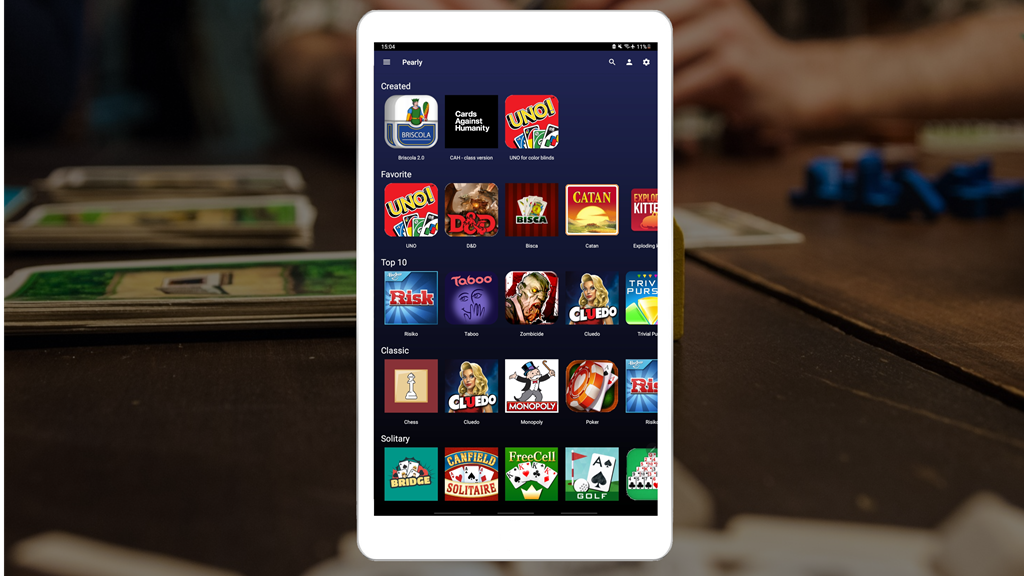 15:04
11%
Pearly
Created
BRISCOLA
Cards
Against
Humanity
UNO!
Briscola 2.0
CAH - class version
UNO for color blinds
Favorite
UNO!
D&D
BISCA
CATAN
EXPLO
KITTE
UNO
D&D
Bisca
Catan
Exploding
Top 10
Risk
Taboo
CLUEDO
TRIV
PURS
Risiko
Taboo
Zombicide
Cluedo
Trivial Pu
Classic
CLUEDO
MONOPOLY
Ris
Chess
Cluedo
Monopoly
Poker
Risik
Solitary
BRIDGE
CANFIELD
SOLITAIRE
FreeCell
A
GOLF